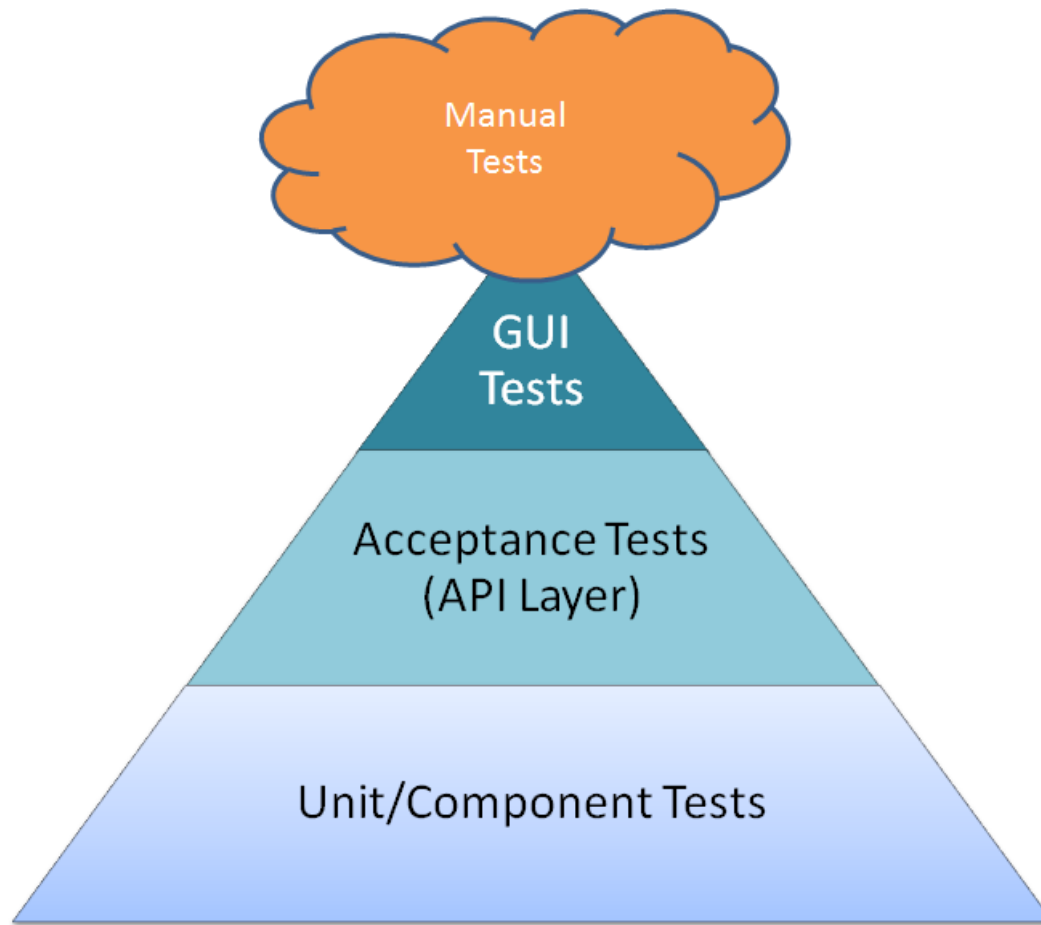 Manual
Tests
GUI
Tests
Acceptance Tests
(API Layer)
Unit/Component Tests